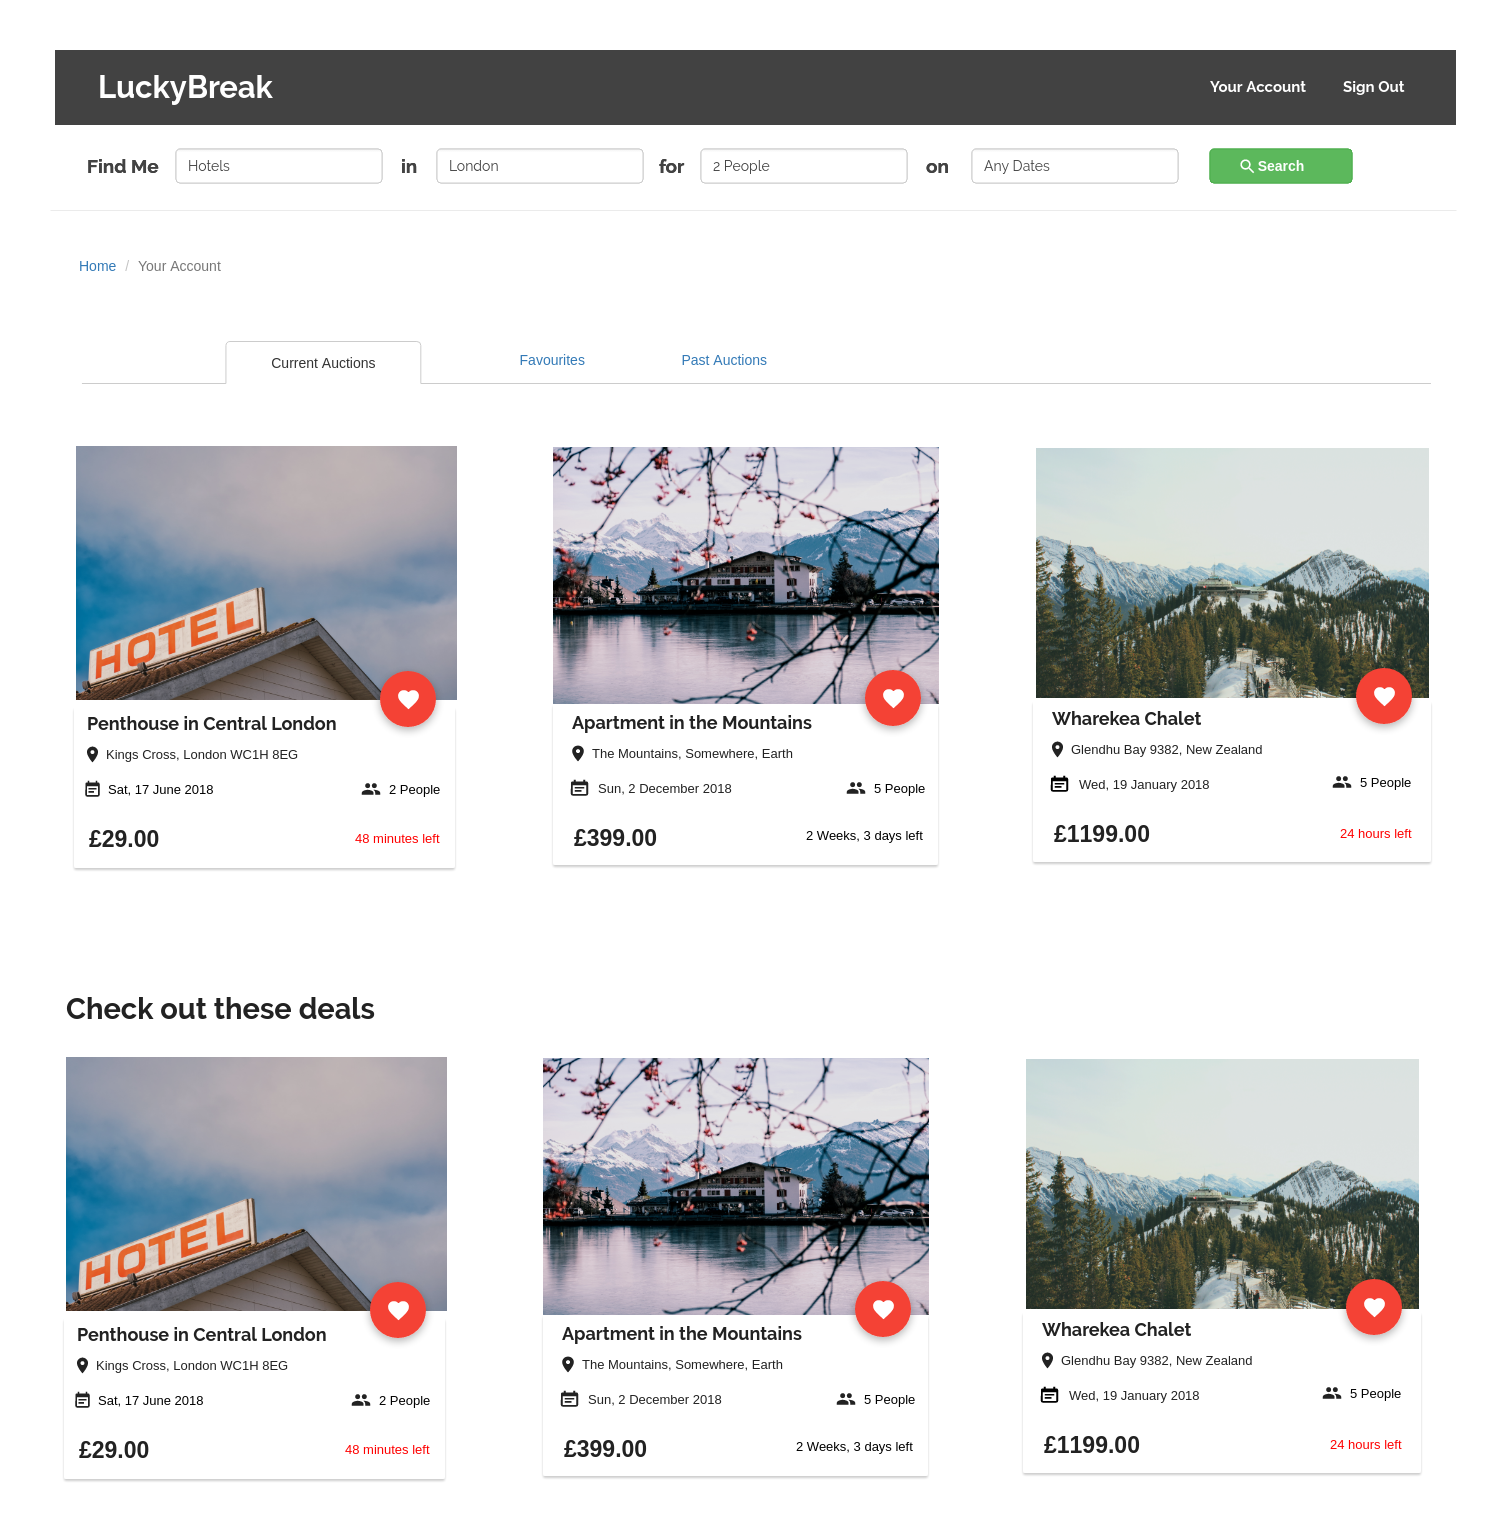 LuckyBreak Your Account Sign Out
Find Me Hotels in London for 2 People on Any Dates Search
Home / Your Account
Current Auctions Favourites Past Auctions
HOTEL
Penthouse in Central London
Kings Cross, London WC1H 8EG
Sat, 17 June 2018 2 People
£29.00 48 minutes left
Apartment in the Mountains
The Mountains, Somewhere, Earth
Sun, 2 December 2018 5 People
£399.00 2 Weeks, 3 days left
Wharekea Chalet
Glendhu Bay 9382, New Zealand
Wed, 19 January 2018 5 People
£1199.00 24 hours left
Check out these deals
HOTEL
Penthouse in Central London
Kings Cross, London WC1H 8EG
Sat, 17 June 2018 2 People
£29.00 48 minutes left
Apartment in the Mountains
The Mountains, Somewhere, Earth
Sun, 2 December 2018 5 People
£399.00 2 Weeks, 3 days left
Wharekea Chalet
Glendhu Bay 9382, New Zealand
Wed, 19 January 2018 5 People
£1199.00 24 hours left